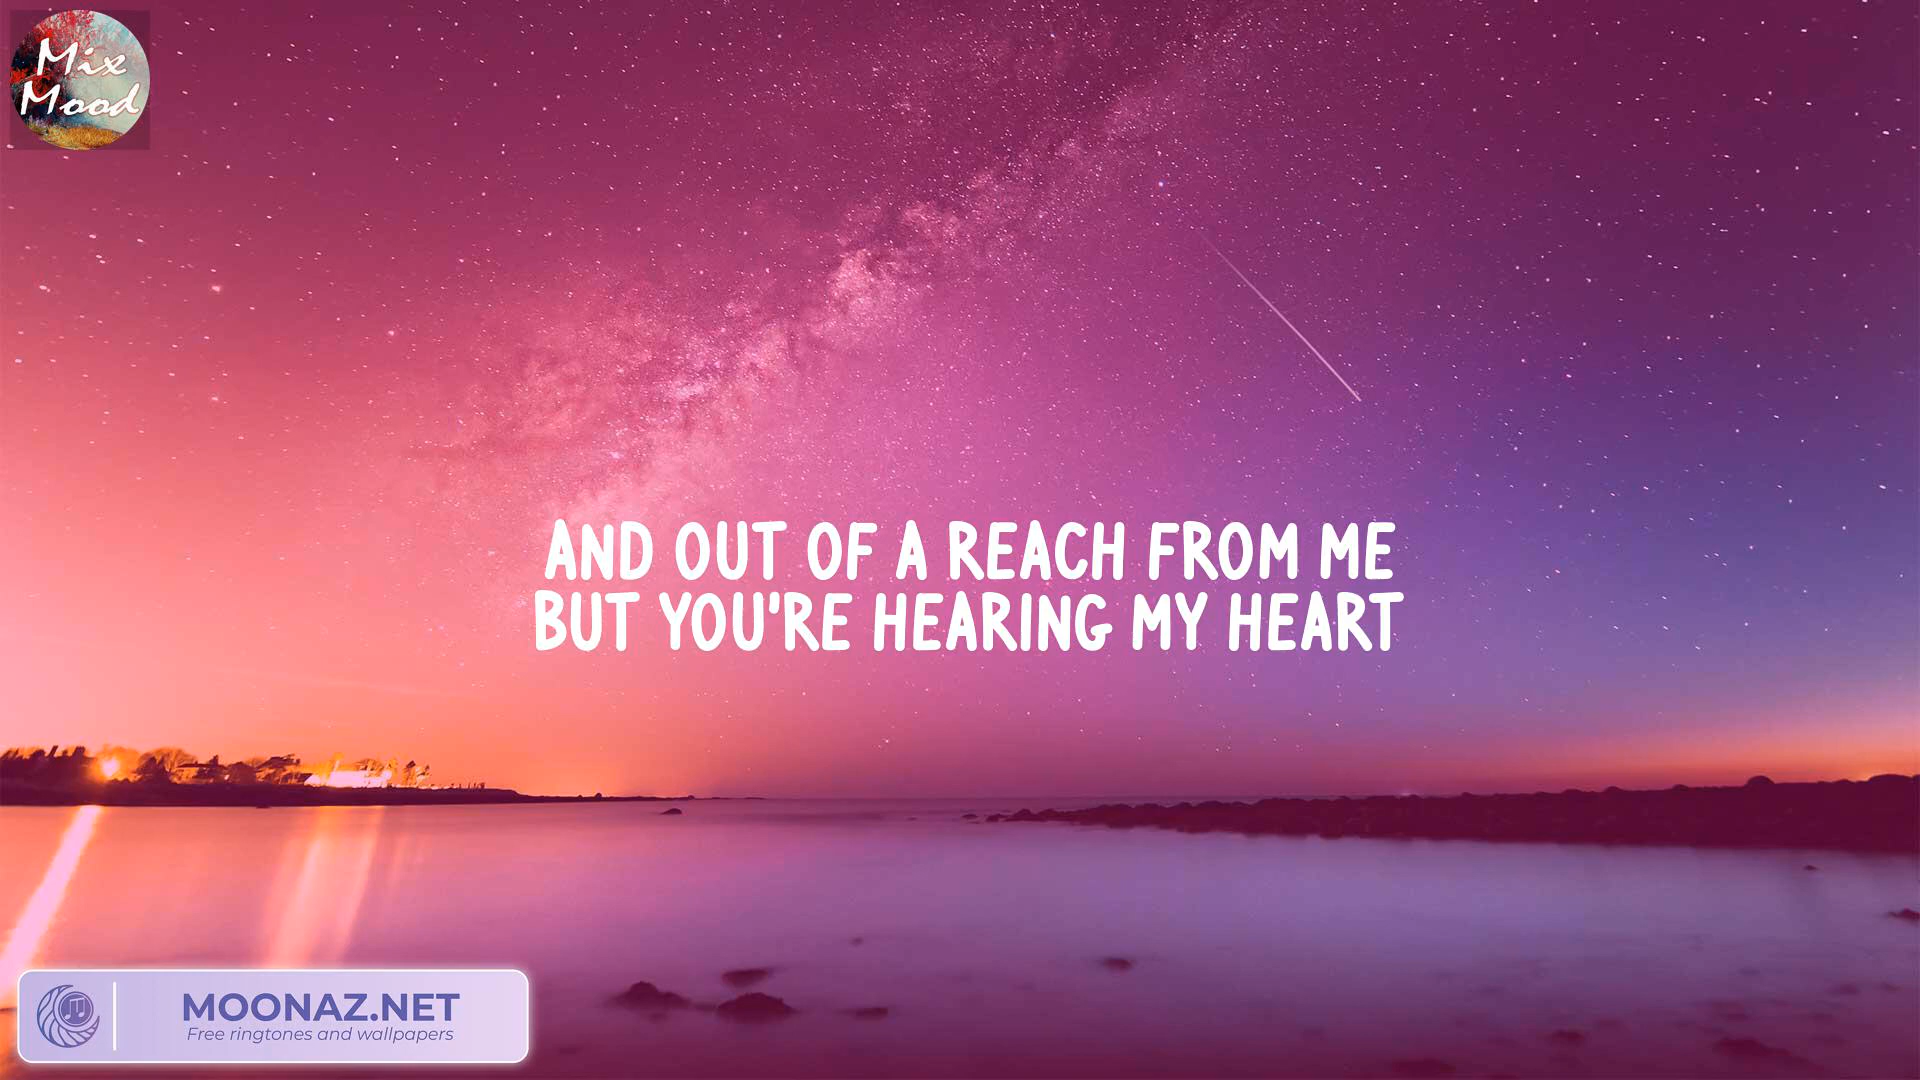 Mix
Mood
AND OUT OF A REACH FROM ME
BUT YOU'RE HEARING MY HEART
MOONAZ.NET
Free ringtones and wallpapers